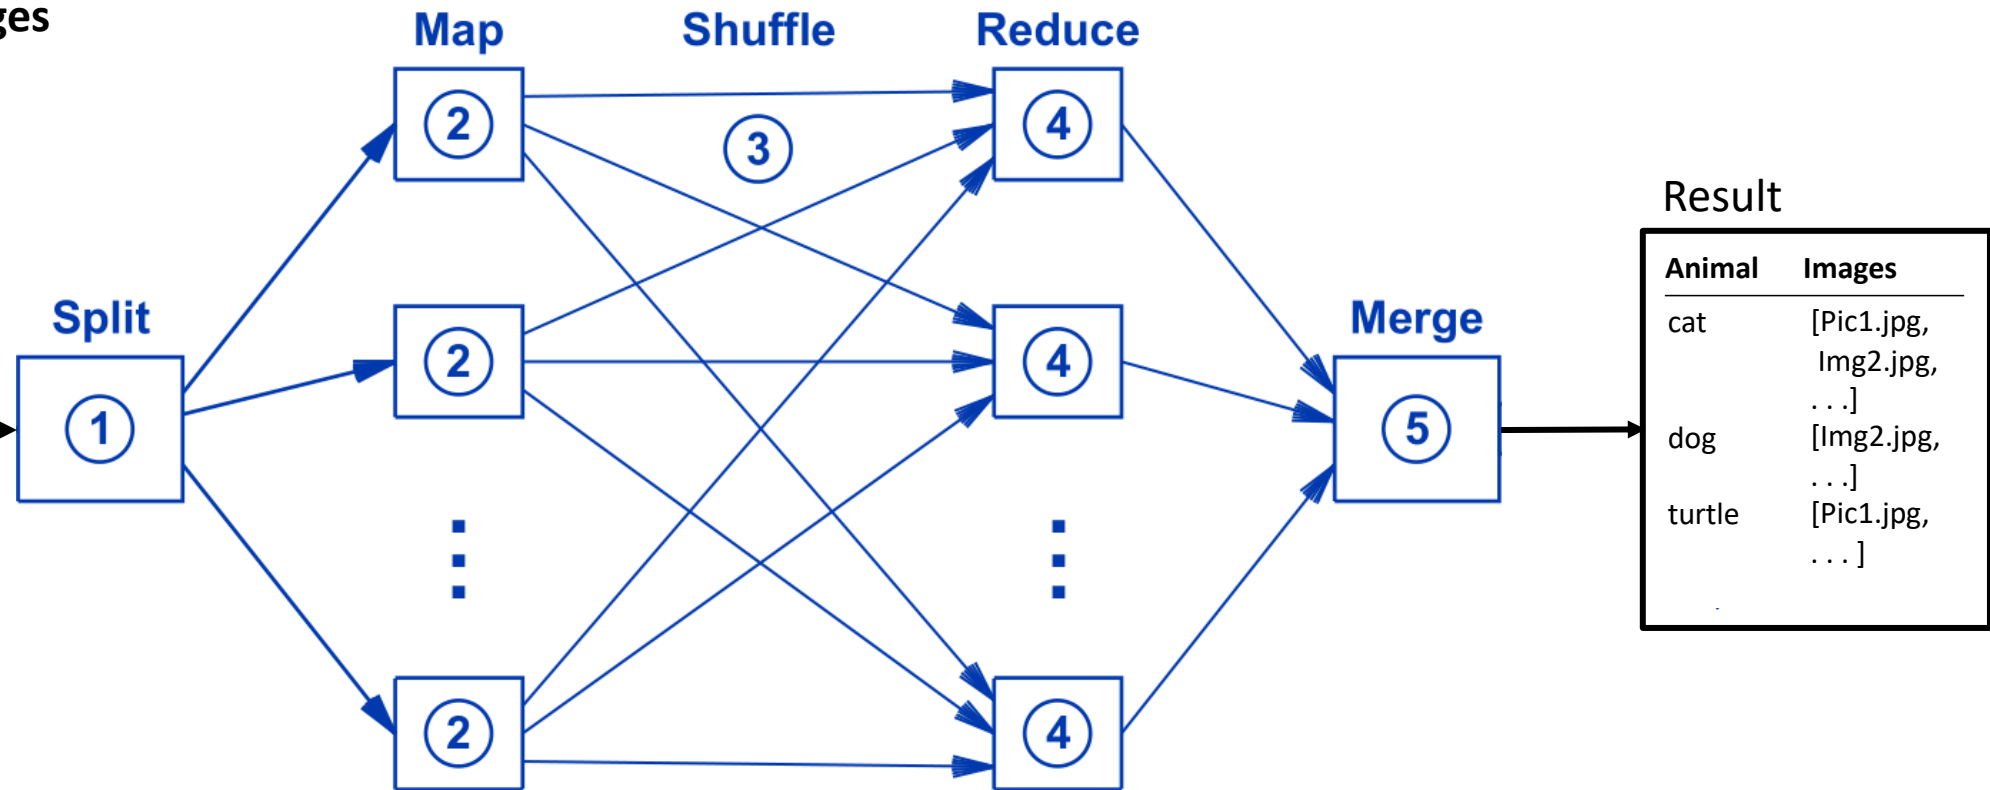 ges
Map Shuffle Reduce
2 3 4
Result
Animal Images
Split
2 4
Merge
cat [Pic1.jpg,
Img2.jpg,
. . .]
1
5
dog [Img2.jpg,
. . .]
turtle [Pic1.jpg,
. . . ]
2 4